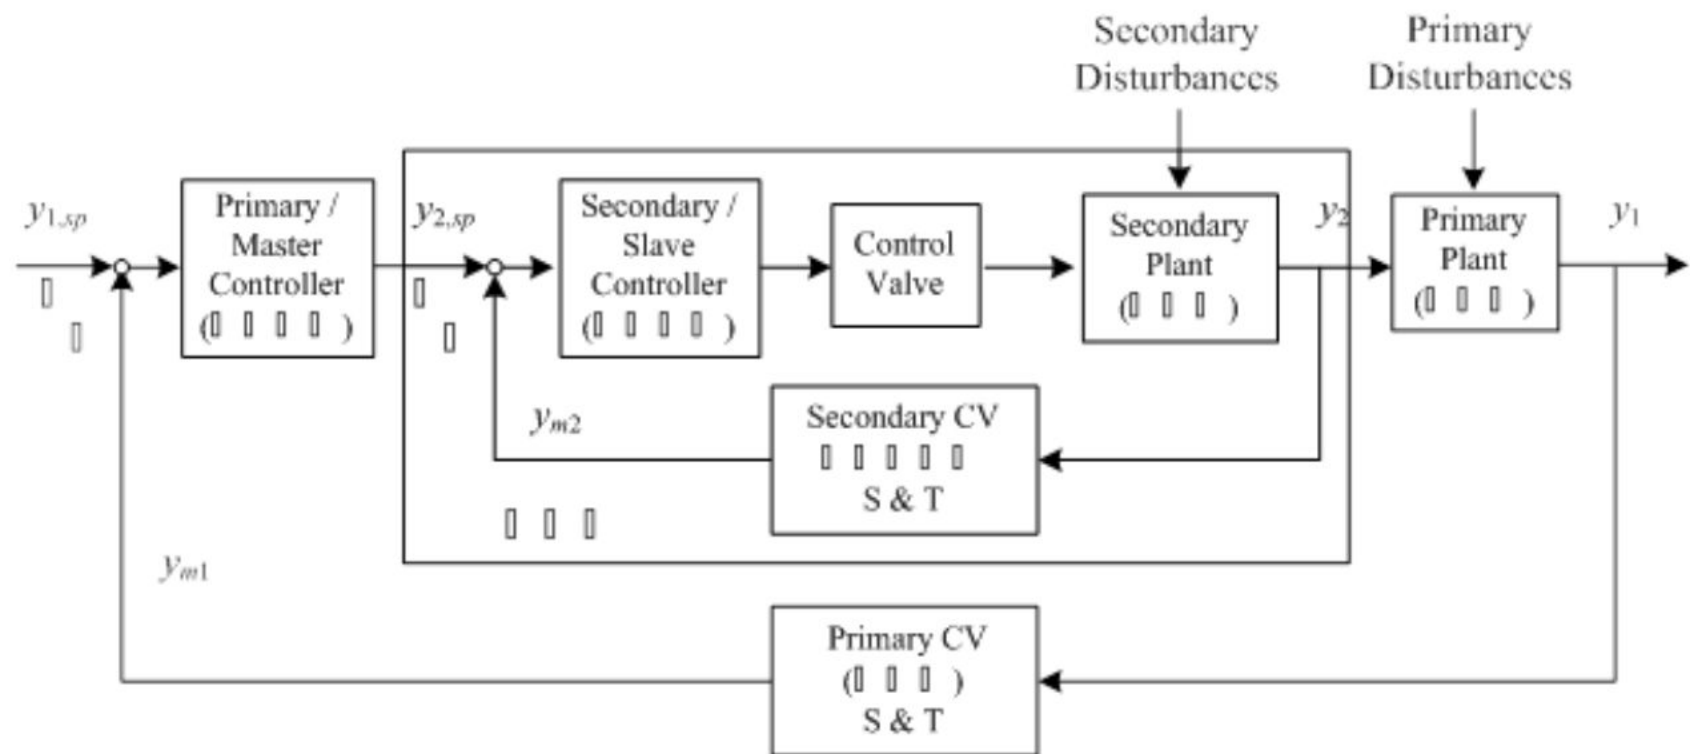 Secondary
Disturbances
Primary
Disturbances
y1,sp
Primary /
Master
Controller
y2,sp
Secondary /
Slave
Controller
Control
Valve
Secondary
Plant
y2
Primary
Plant
y1
ym2
Secondary CV
S & T
ym1
Primary CV
S & T